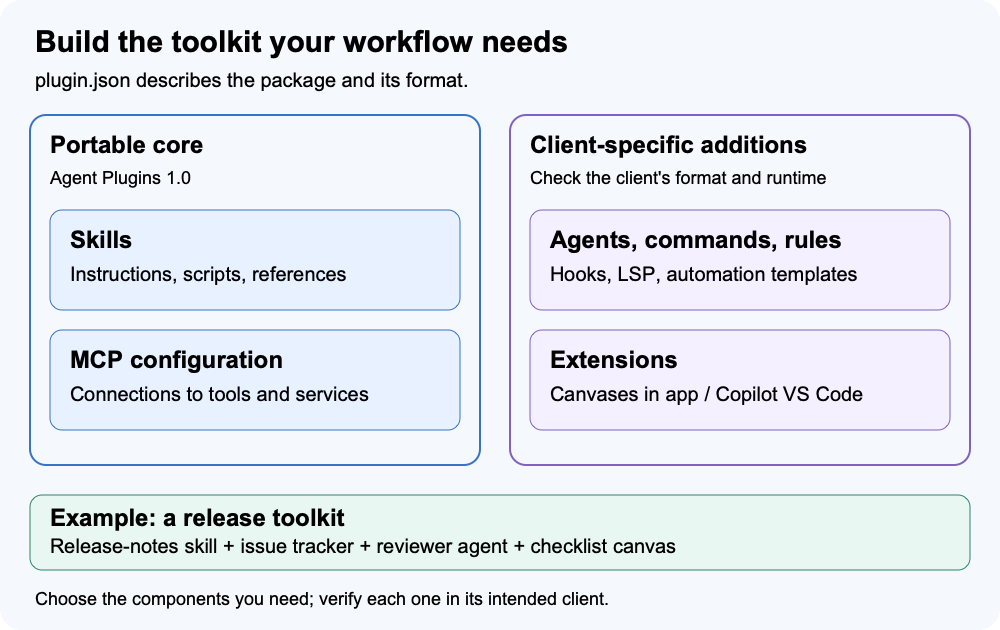 Build the toolkit your workflow needs
plugin.json describes the package and its format.
Portable core
Agent Plugins 1.0
Skills
Instructions, scripts, references
MCP configuration
Connections to tools and services
Client-specific additions
Check the client's format and runtime
Agents, commands, rules
Hooks, LSP, automation templates
Extensions
Canvases in app / Copilot VS Code
Example: a release toolkit
Release-notes skill + issue tracker + reviewer agent + checklist canvas
Choose the components you need; verify each one in its intended client.